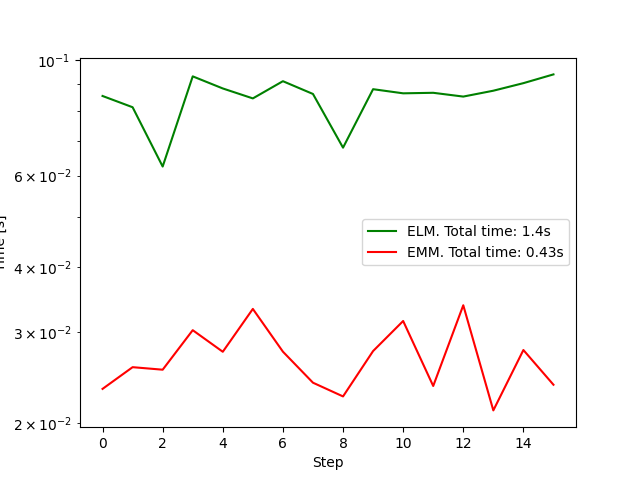 10⁻¹
6 × 10⁻²
4 × 10⁻²
3 × 10⁻²
2 × 10⁻²
Time [s]
ELM. Total time: 1.4s
EMM. Total time: 0.43s
0 2 4 6 8 10 12 14
Step